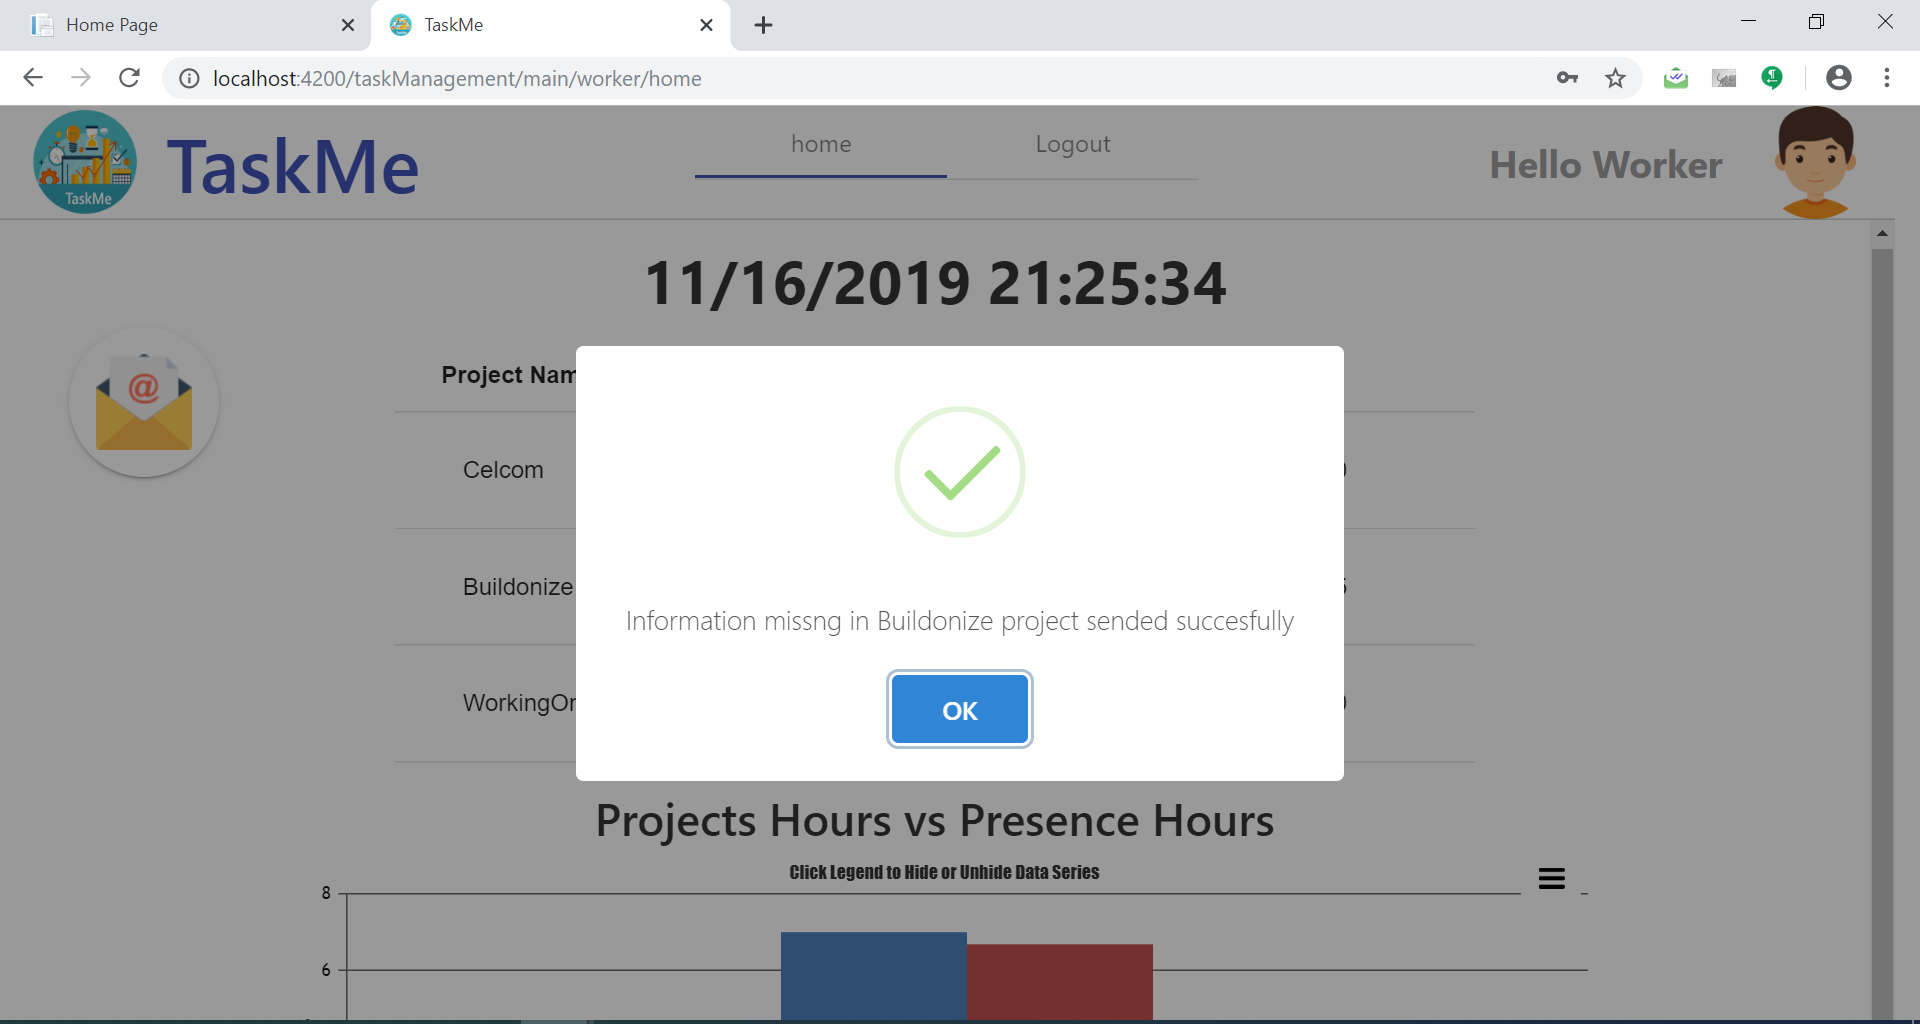 Home Page
TaskMe
localhost:4200/taskManagement/main/worker/home
TaskMe
TaskMe
home
Logout
Hello Worker
11/16/2019 21:25:34
@
Project Nam
Celcom
Buildonize
WorkingOn
Information missng in Buildonize project sended succesfully
OK
Projects Hours vs Presence Hours
Click Legend to Hide or Unhide Data Series
8
6